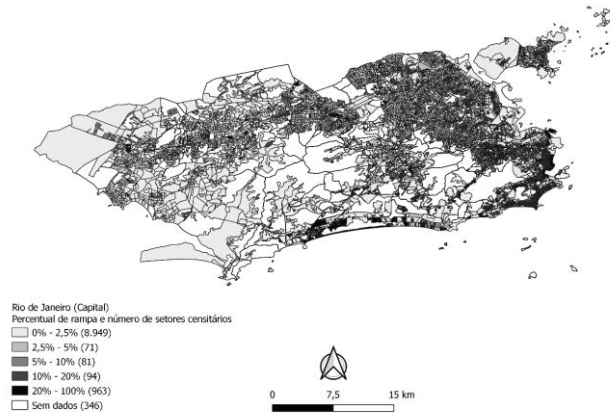 Rio de Janeiro (Capital)
Percentual de rampa e número de setores censitários
0% - 2,5% (8.949)
2,5% - 5% (71)
5% - 10% (81)
10% - 20% (94)
20% - 100% (963)
Sem dados (346)
0 7,5 15 km